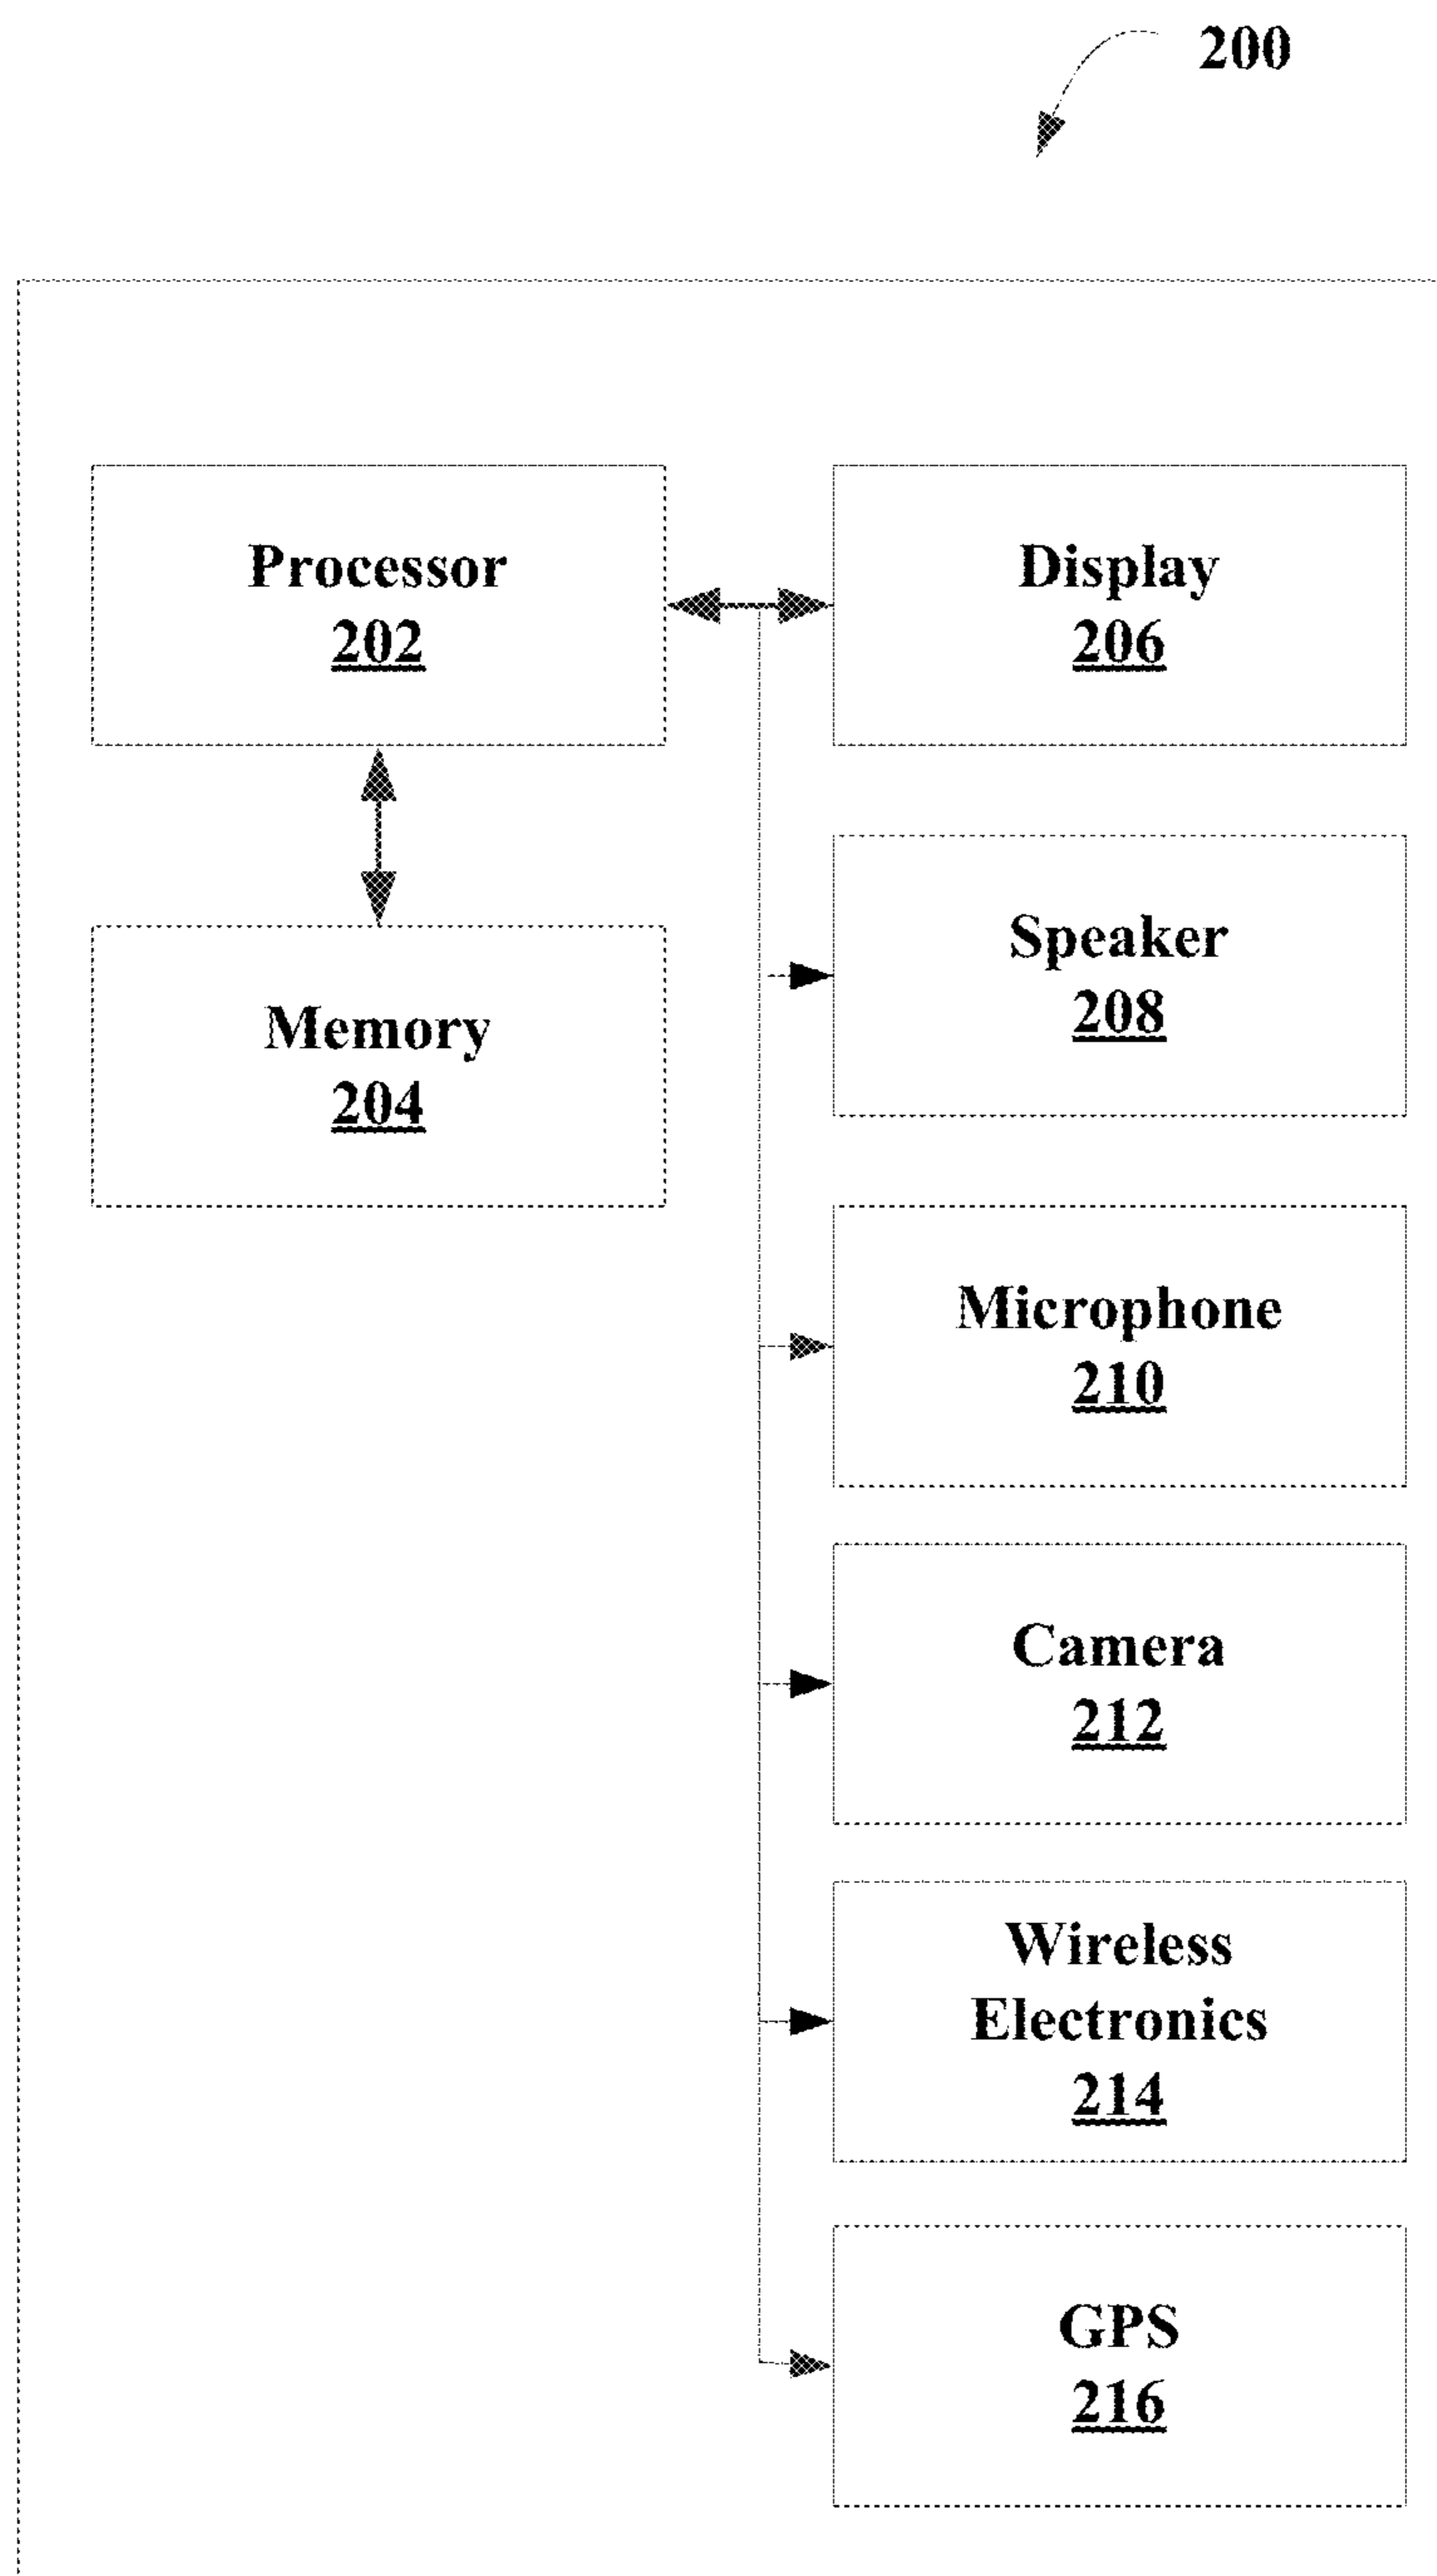 200
Processor
202
Display
206
Speaker
208
Memory
204
Microphone
210
Camera
212
Wireless
Electronics
214
GPS
216